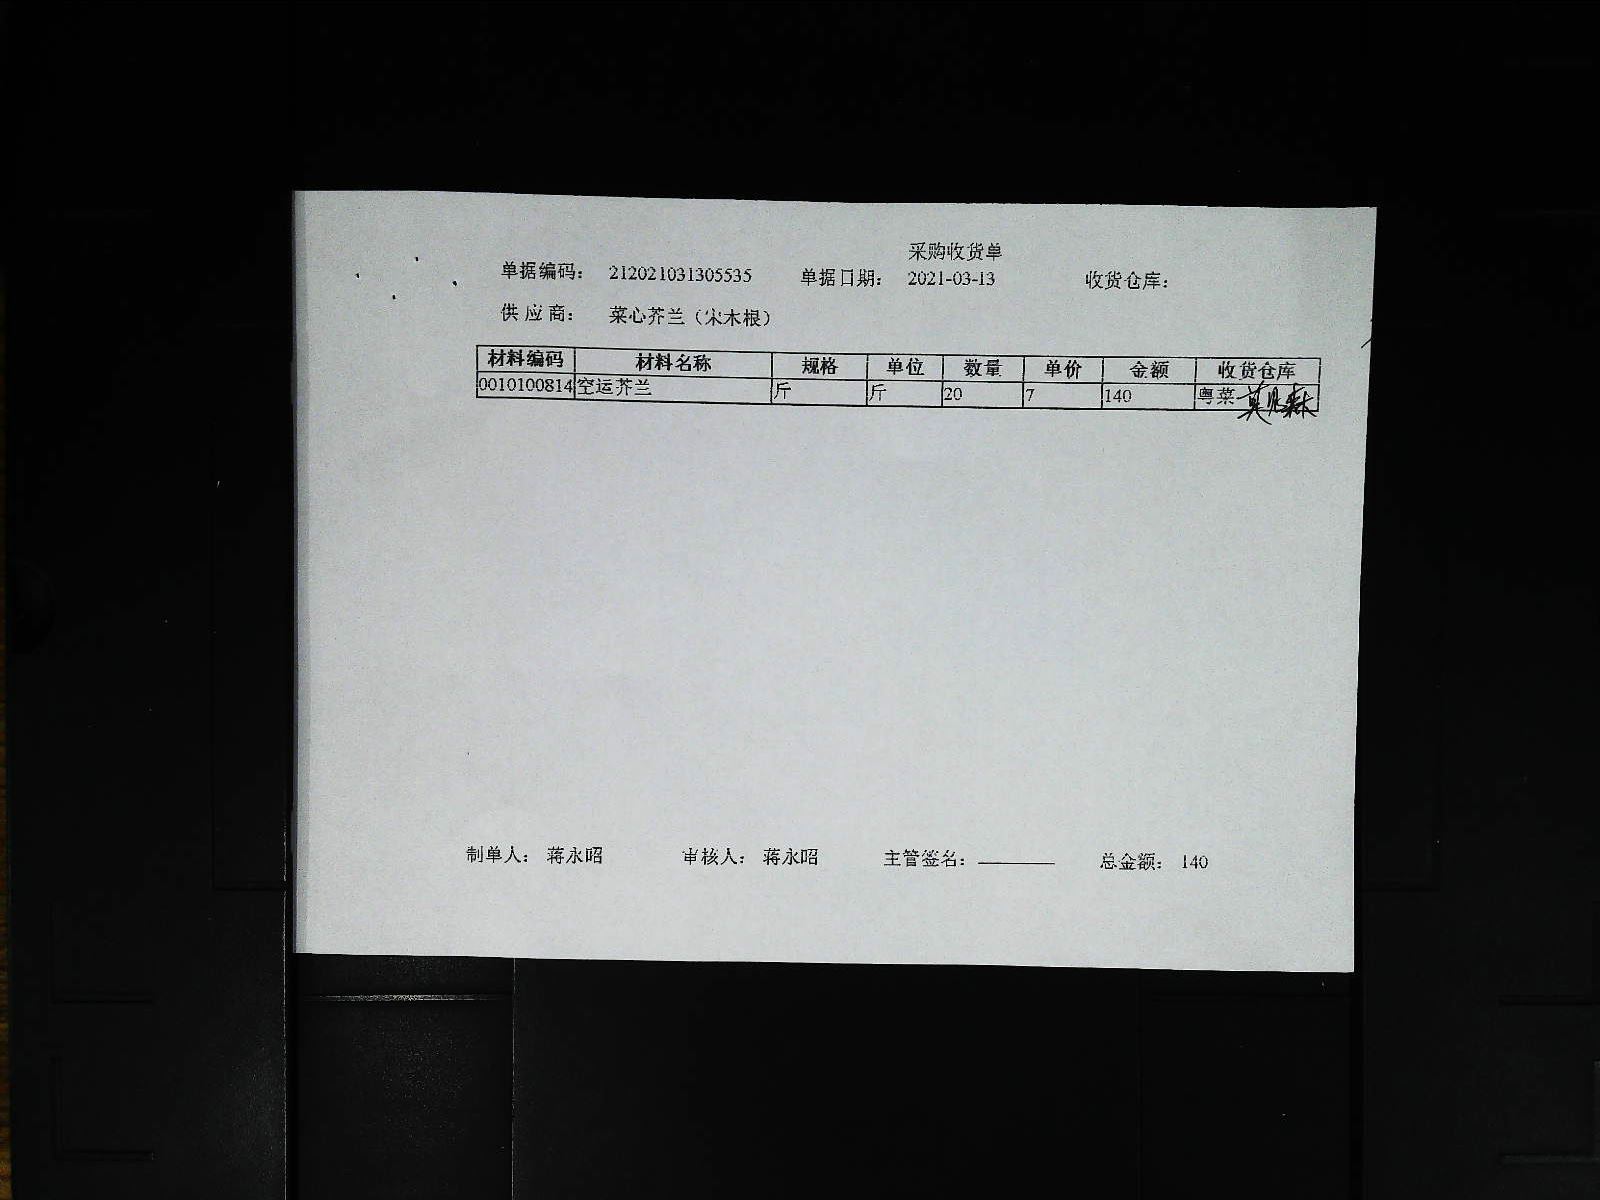 采购收货单
单据编码： 212021031305535 单据日期： 2021-03-13 收货仓库：
供 应 商： 菜心芥兰（宋木根）
材料编码 材料名称 规格 单位 数量 单价 金额 收货仓库
0010100814 空运芥兰 斤 斤 20 7 140 粤菜
制单人： 蒋永昭 审核人： 蒋永昭 主管签名： 总金额： 140